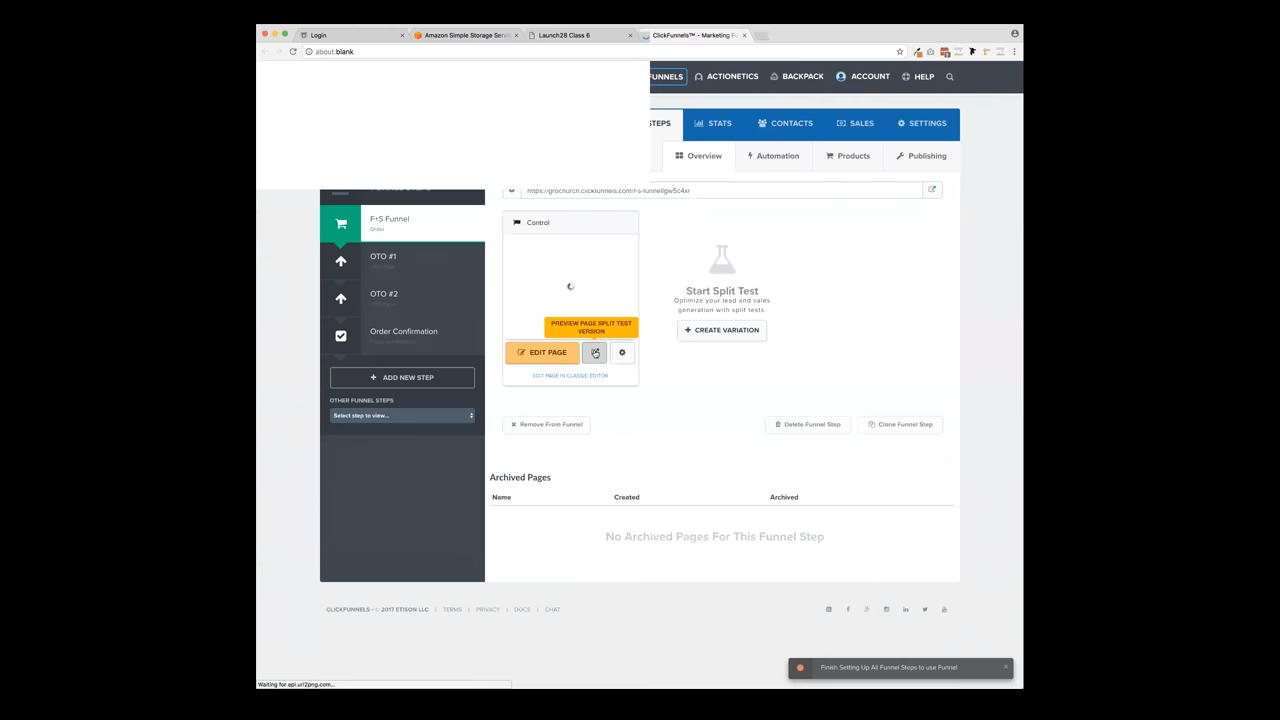 Login
Amazon Simple Storage Serv
Launch28 Class 6
ClickFunnels™ - Marketing Fu
about:blank
FUNNELS
ACTIONETICS
BACKPACK
ACCOUNT
HELP
STEPS
STATS
CONTACTS
SALES
SETTINGS
Overview
Automation
Products
Publishing
F+S Funnel
Order
OTO #1
OTO #2
Order Confirmation
ADD NEW STEP
OTHER FUNNEL STEPS
Select step to view...
Control
PREVIEW PAGE SPLIT TEST
VERSION
EDIT PAGE
EDIT PAGE IN CLASSIC EDITOR
Start Split Test
Optimize your lead and sales
generation with split tests.
CREATE VARIATION
Remove From Funnel
Delete Funnel Step
Clone Funnel Step
Archived Pages
Name Created Archived
No Archived Pages For This Funnel Step
CLICKFUNNELS - © 2017 ETISON LLC | TERMS | PRIVACY | DOCS | CHAT
Finish Setting Up All Funnel Steps to use Funnel
Waiting for api.url2png.com...